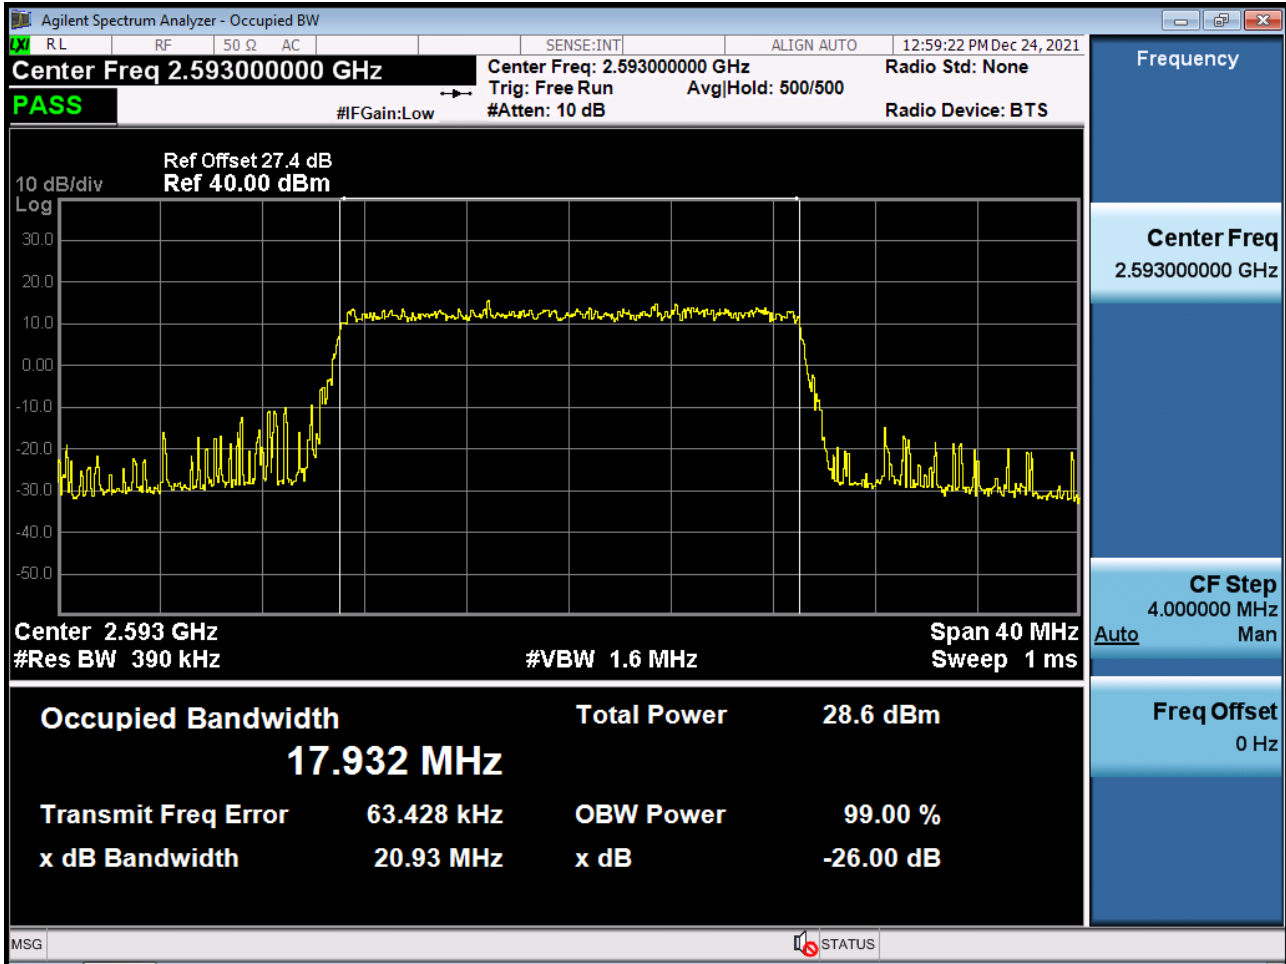 Agilent Spectrum Analyzer - Occupied BW
LXI RL RF 50 Ω AC SENSE:INT ALIGN AUTO 12:59:22 PM Dec 24, 2021
Center Freq 2.593000000 GHz
Center Freq: 2.593000000 GHz
Radio Std: None
Trig: Free Run Avg|Hold: 500/500
PASS
#IFGain:Low
#Atten: 10 dB
Radio Device: BTS
Ref Offset 27.4 dB
10 dB/div Ref 40.00 dBm
Log
30.0
20.0
10.0
0.00
-10.0
-20.0
-30.0
-40.0
-50.0
Center 2.593 GHz Span 40 MHz
#Res BW 390 kHz #VBW 1.6 MHz Sweep 1 ms
Occupied Bandwidth Total Power 28.6 dBm
17.932 MHz
Transmit Freq Error 63.428 kHz OBW Power 99.00 %
x dB Bandwidth 20.93 MHz x dB -26.00 dB
Frequency
Center Freq
2.593000000 GHz
CF Step
4.000000 MHz
Auto Man
Freq Offset
0 Hz
MSG STATUS